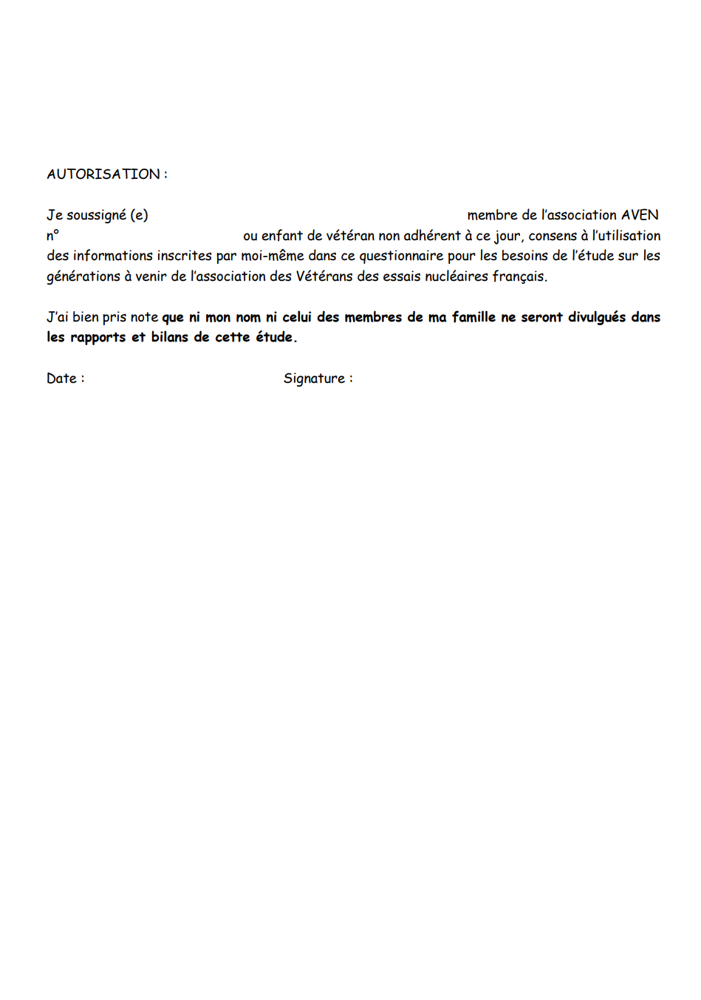 AUTORISATION :
Je soussigné (e) membre de l'association AVEN
n° ou enfant de vétéran non adhérent à ce jour, consens à l'utilisation
des informations inscrites par moi-même dans ce questionnaire pour les besoins de l'étude sur les
générations à venir de l'association des Vétérans des essais nucléaires français.
J'ai bien pris note que ni mon nom ni celui des membres de ma famille ne seront divulgués dans
les rapports et bilans de cette étude.
Date : Signature :